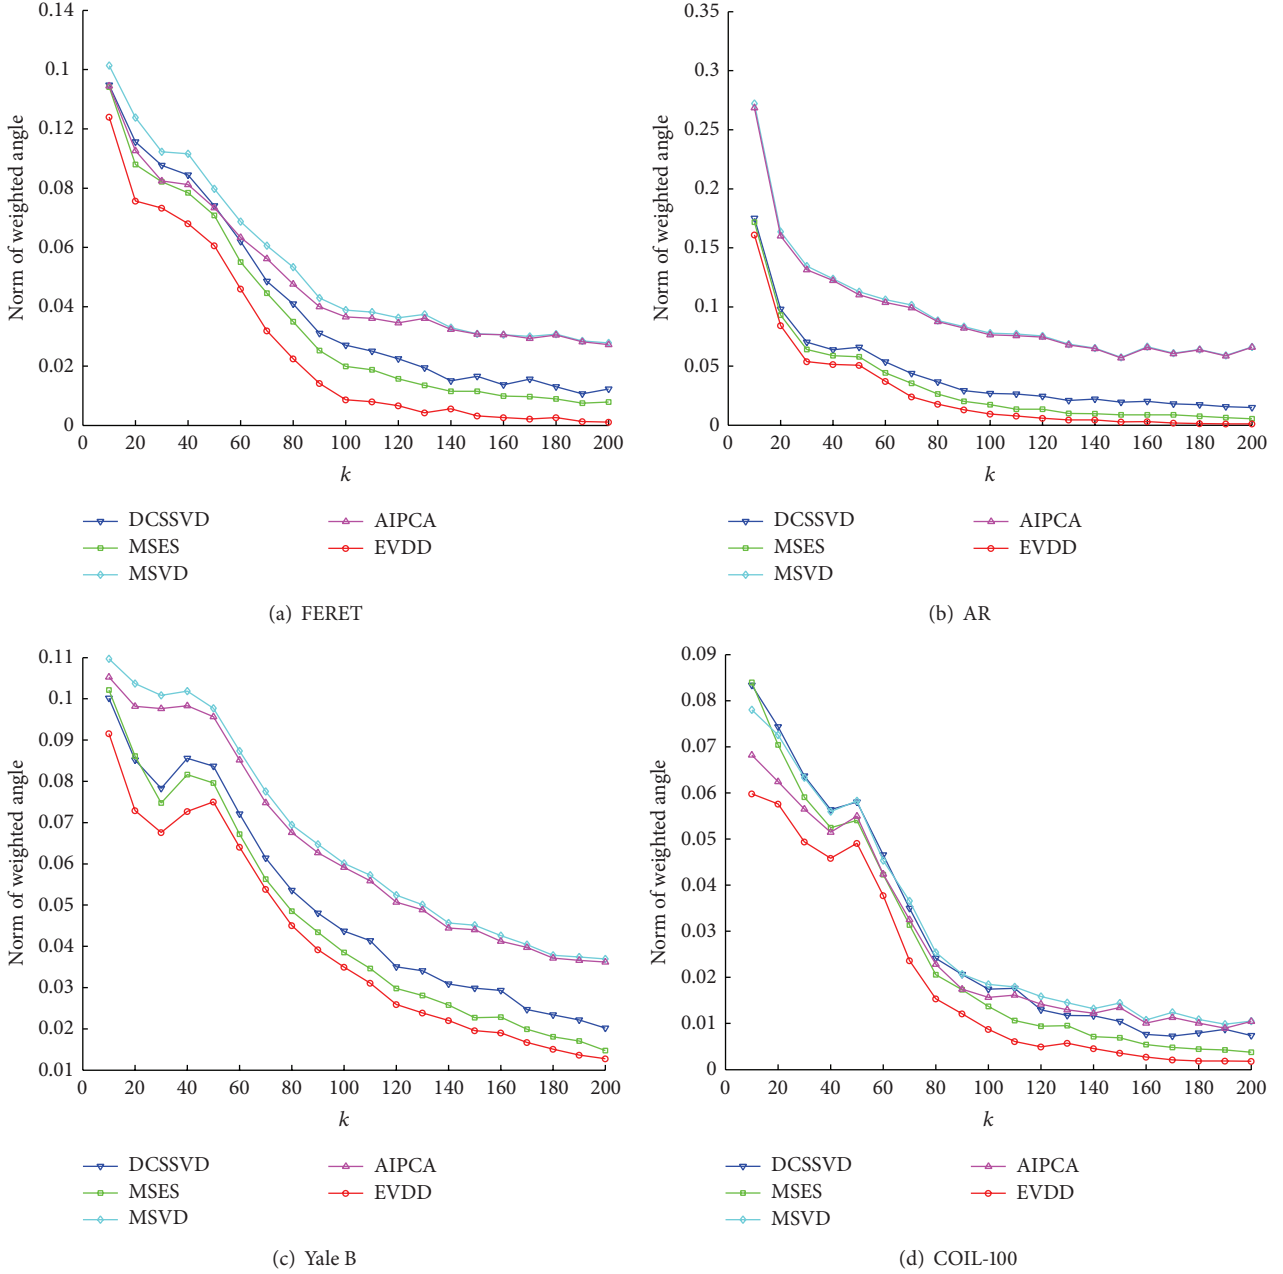 0.14
0.1
0.12
0.08
0.06
0.04
0.02
0
Norm of weighted angle
0 20 40 60 80 100 120 140 160 180 200
k
DCSSVD
MSES
MSVD
AIPCA
EVDD
(a) FERET
0.35
0.3
0.25
0.2
0.15
0.1
0.05
0
Norm of weighted angle
0 20 40 60 80 100 120 140 160 180 200
k
DCSSVD
MSES
MSVD
AIPCA
EVDD
(b) AR
0.11
0.1
0.09
0.08
0.07
0.06
0.05
0.04
0.03
0.02
0.01
Norm of weighted angle
0 20 40 60 80 100 120 140 160 180 200
k
DCSSVD
MSES
MSVD
AIPCA
EVDD
(c) Yale B
0.09
0.08
0.07
0.06
0.05
0.04
0.03
0.02
0.01
0
Norm of weighted angle
0 20 40 60 80 100 120 140 160 180 200
k
DCSSVD
MSES
MSVD
AIPCA
EVDD
(d) COIL-100